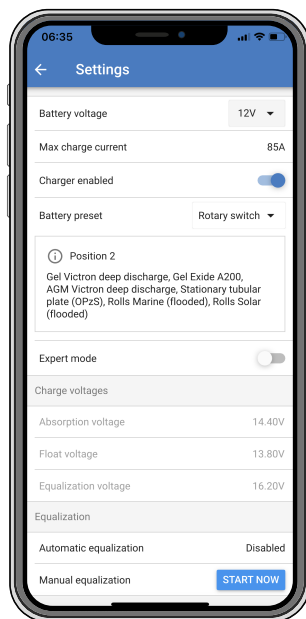 06:35
Settings
Battery voltage 12V
Max charge current 85A
Charger enabled
Battery preset Rotary switch
Position 2
Gel Victron deep discharge, Gel Exide A200,
AGM Victron deep discharge, Stationary tubular
plate (OPzS), Rolls Marine (flooded), Rolls Solar
(flooded)
Expert mode
Charge voltages
Absorption voltage 14.40V
Float voltage 13.80V
Equalization voltage 16.20V
Equalization
Automatic equalization Disabled
Manual equalization START NOW